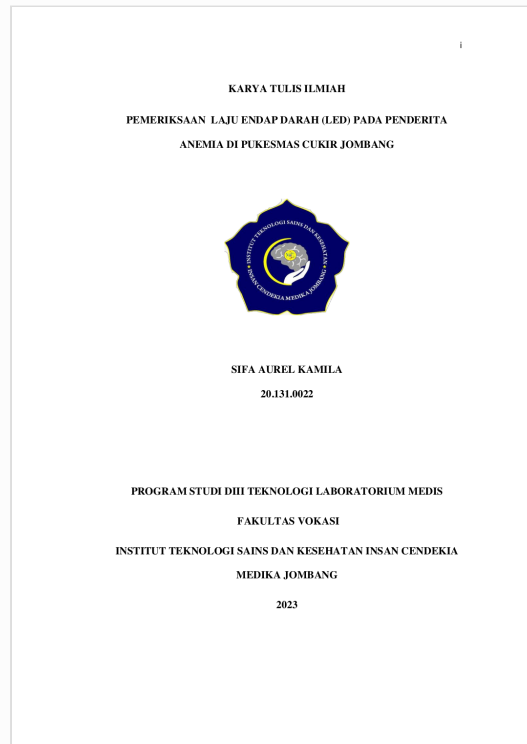 i
KARYA TULIS ILMIAH
PEMERIKSAAN LAJU ENDAP DARAH (LED) PADA PENDERITA
ANEMIA DI PUKESMAS CUKIR JOMBANG
INSTITUT TEKNOLOGI SAINS DAN KESEHATAN
INSAN CENDEKIA MEDIKA JOMBANG
SIFA AUREL KAMILA
20.131.0022
PROGRAM STUDI DIII TEKNOLOGI LABORATORIUM MEDIS
FAKULTAS VOKASI
INSTITUT TEKNOLOGI SAINS DAN KESEHATAN INSAN CENDEKIA
MEDIKA JOMBANG
2023